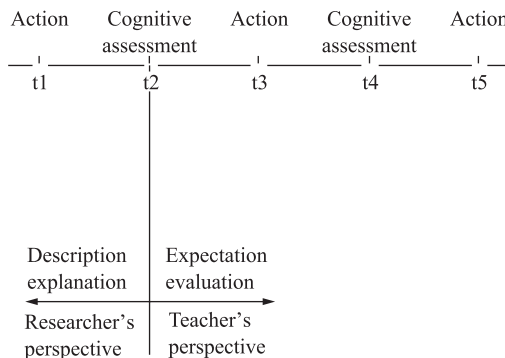 Action Cognitive assessment Action Cognitive assessment Action
t1 t2 t3 t4 t5
Description explanation
Expectation evaluation
Researcher's perspective
Teacher's perspective